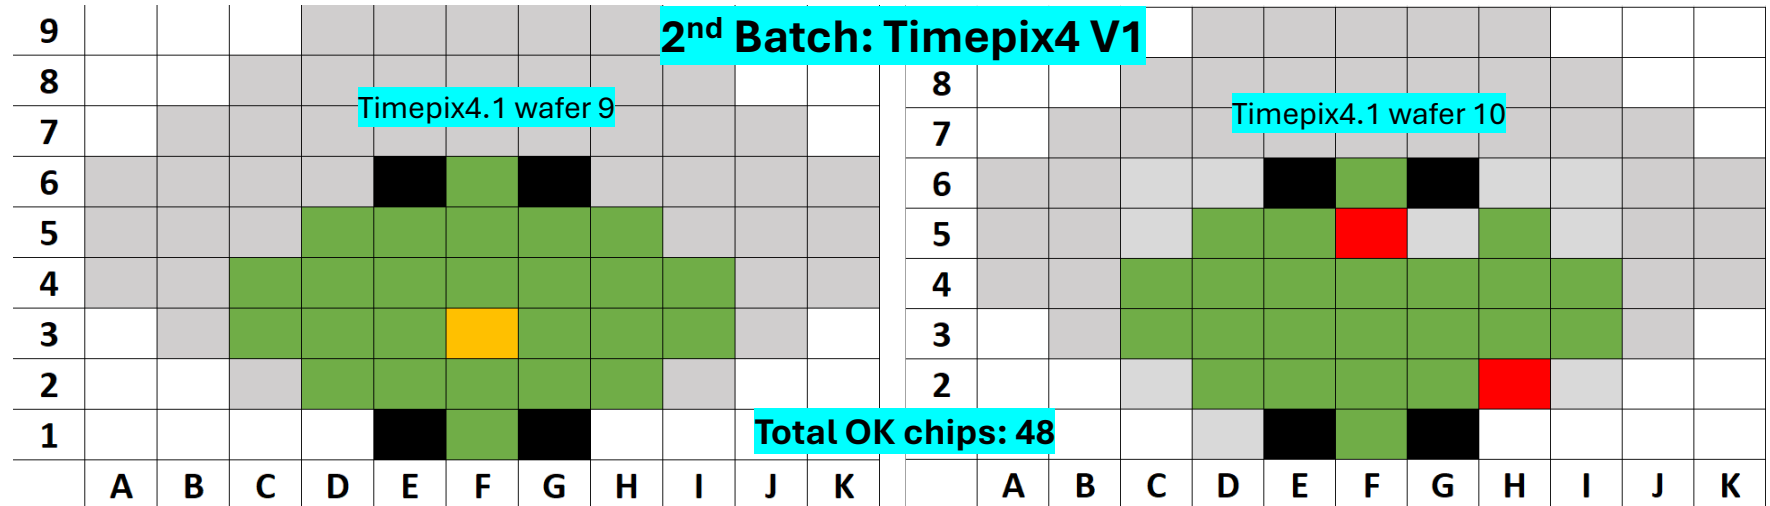 2nd Batch: Timepix4 V1
9
8
Timepix4.1 wafer 9
7
6
5
4
3
2
1
A B C D E F G H I J K
8
Timepix4.1 wafer 10
7
6
5
4
3
2
Total OK chips: 48
A B C D E F G H I J K